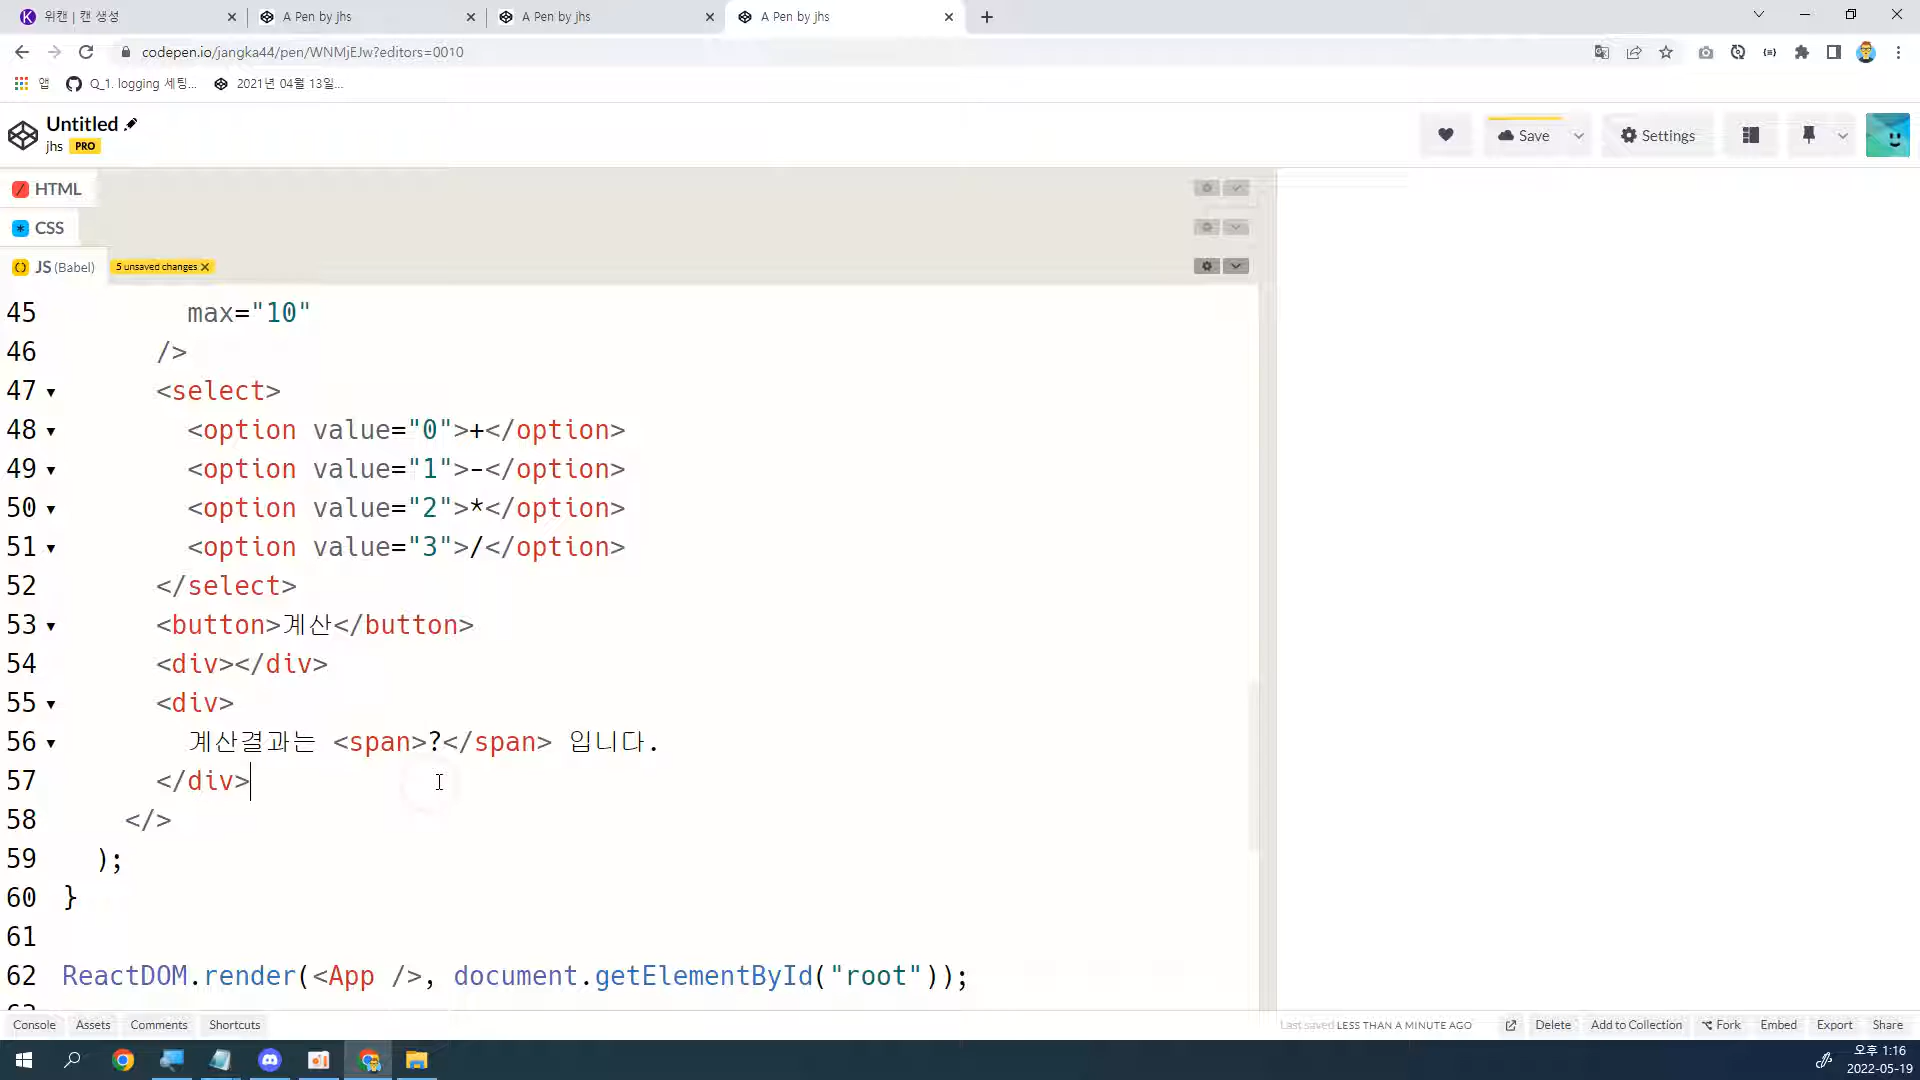 위캔 | 캔 생성
A Pen by jhs
A Pen by jhs
A Pen by jhs
codepen.io/jangka44/pen/WNMjEJw?editors=0010
앱
Q_1. logging 세팅...
2021년 04월 13일...
Untitled
jhs PRO
Save
Settings
HTML
CSS
JS (Babel)
5 unsaved changes X
45 max="10"
46 />
47 <select>
48 <option value="0">+</option>
49 <option value="1">-</option>
50 <option value="2">*</option>
51 <option value="3">/</option>
52 </select>
53 <button>계산</button>
54 <div></div>
55 <div>
56 계산결과는 <span>?</span> 입니다.
57 </div>
58 </>
59 );
60 }
61
62 ReactDOM.render(<App />, document.getElementById("root"));
Console Assets Comments Shortcuts
Last saved LESS THAN A MINUTE AGO
Delete Add to Collection Fork Embed Export Share
오후 1:16
2022-05-19